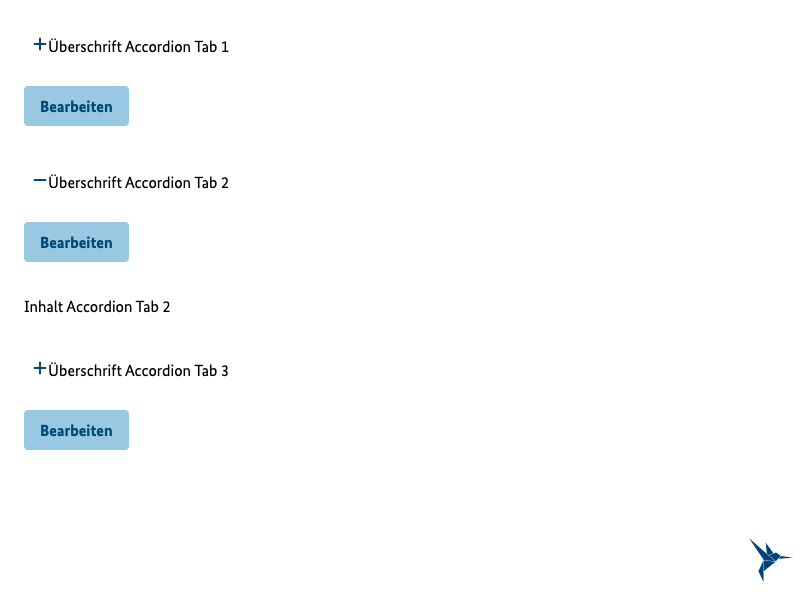 Überschrift Accordion Tab 1
Bearbeiten
Überschrift Accordion Tab 2
Bearbeiten
Inhalt Accordion Tab 2
Überschrift Accordion Tab 3
Bearbeiten